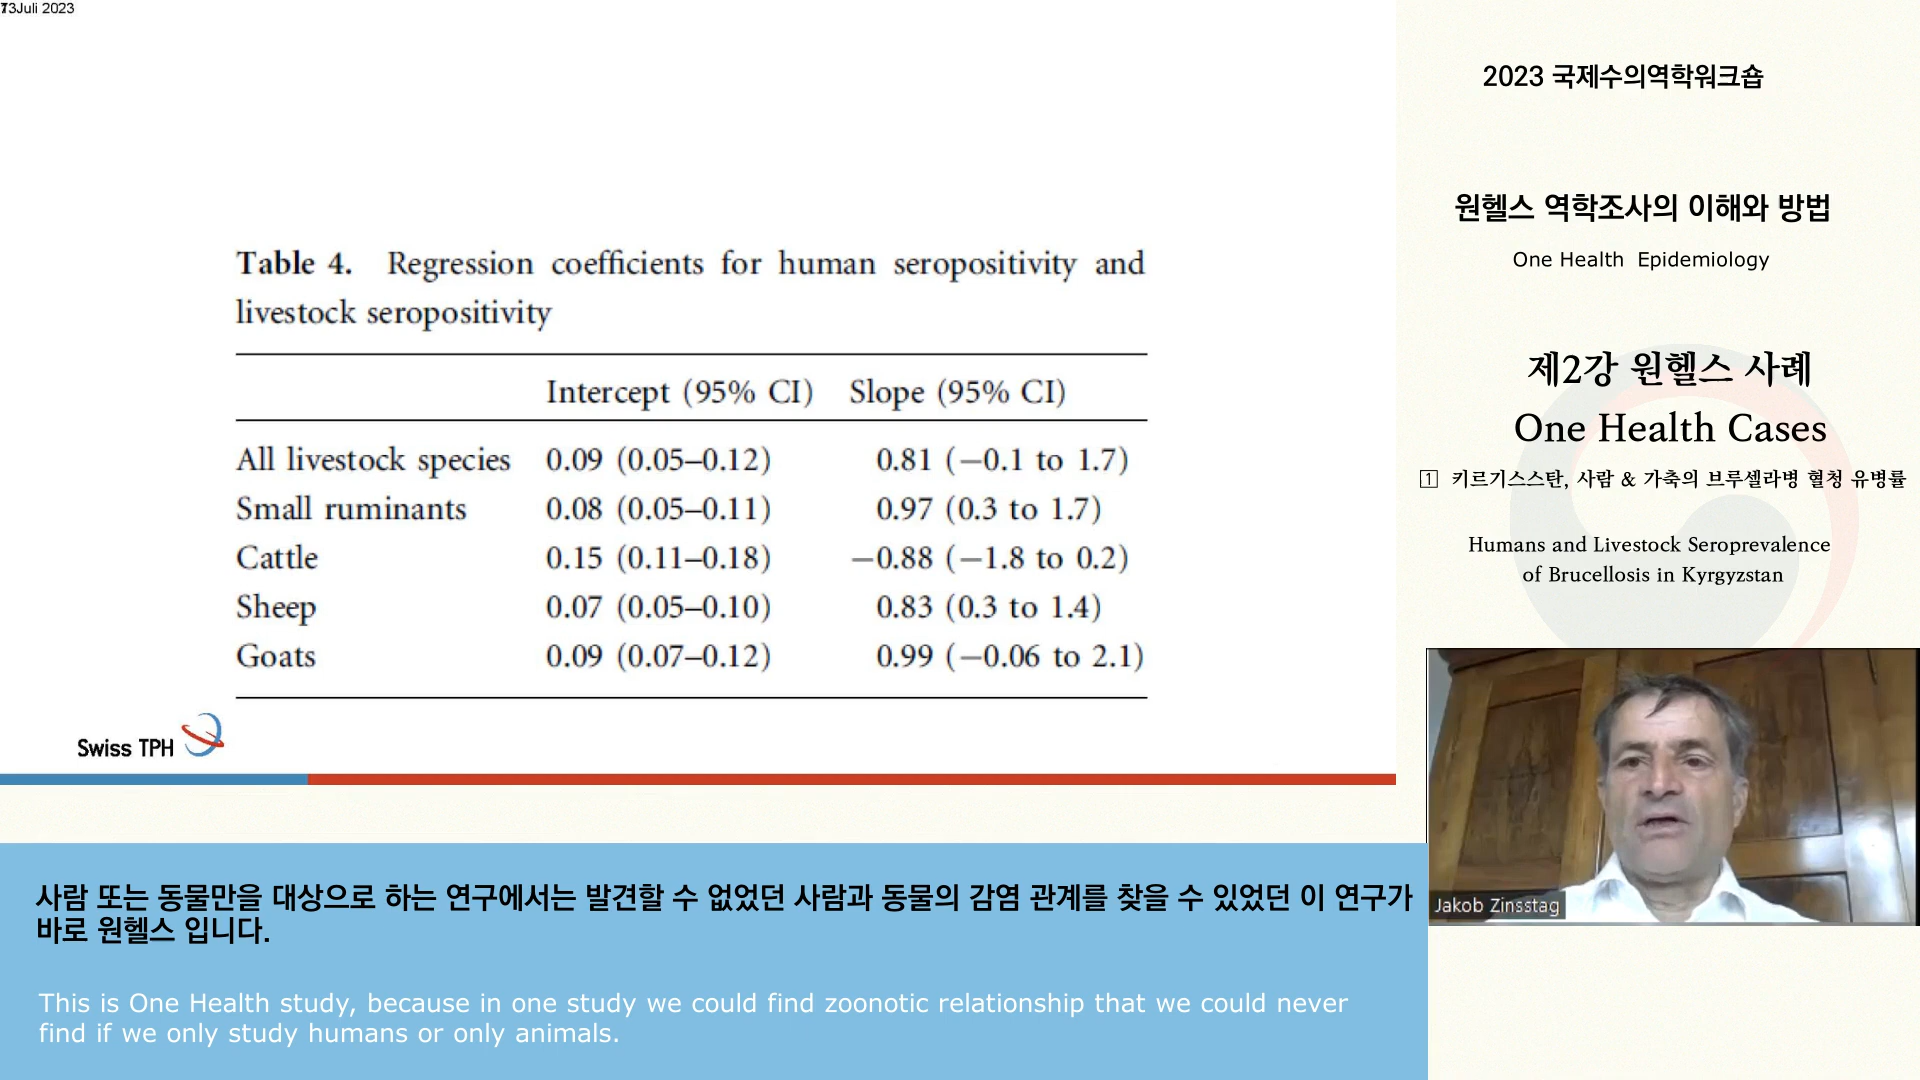 13Juli 2023
Table 4. Regression coefficients for human seropositivity and
livestock seropositivity
Intercept (95% CI) Slope (95% CI)
All livestock species 0.09 (0.05–0.12) 0.81 (−0.1 to 1.7)
Small ruminants 0.08 (0.05–0.11) 0.97 (0.3 to 1.7)
Cattle 0.15 (0.11–0.18) −0.88 (−1.8 to 0.2)
Sheep 0.07 (0.05–0.10) 0.83 (0.3 to 1.4)
Goats 0.09 (0.07–0.12) 0.99 (−0.06 to 2.1)
Swiss TPH
2023 국제수의역학워크숍
원헬스 역학조사의 이해와 방법
One Health Epidemiology
제2강 원헬스 사례
One Health Cases
1 키르기스스탄, 사람 & 가축의 브루셀라병 혈청 유병률
Humans and Livestock Seroprevalence
of Brucellosis in Kyrgyzstan
Jakob Zinsstag
사람 또는 동물만을 대상으로 하는 연구에서는 발견할 수 없었던 사람과 동물의 감염 관계를 찾을 수 있었던 이 연구가
바로 원헬스 입니다.
This is One Health study, because in one study we could find zoonotic relationship that we could never
find if we only study humans or only animals.